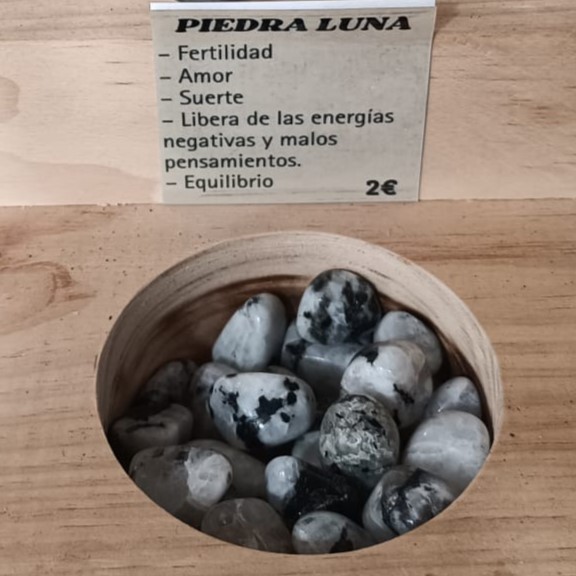 PIEDRA LUNA
– Fertilidad
– Amor
– Suerte
– Libera de las energías
negativas y malos
pensamientos.
– Equilibrio
2€